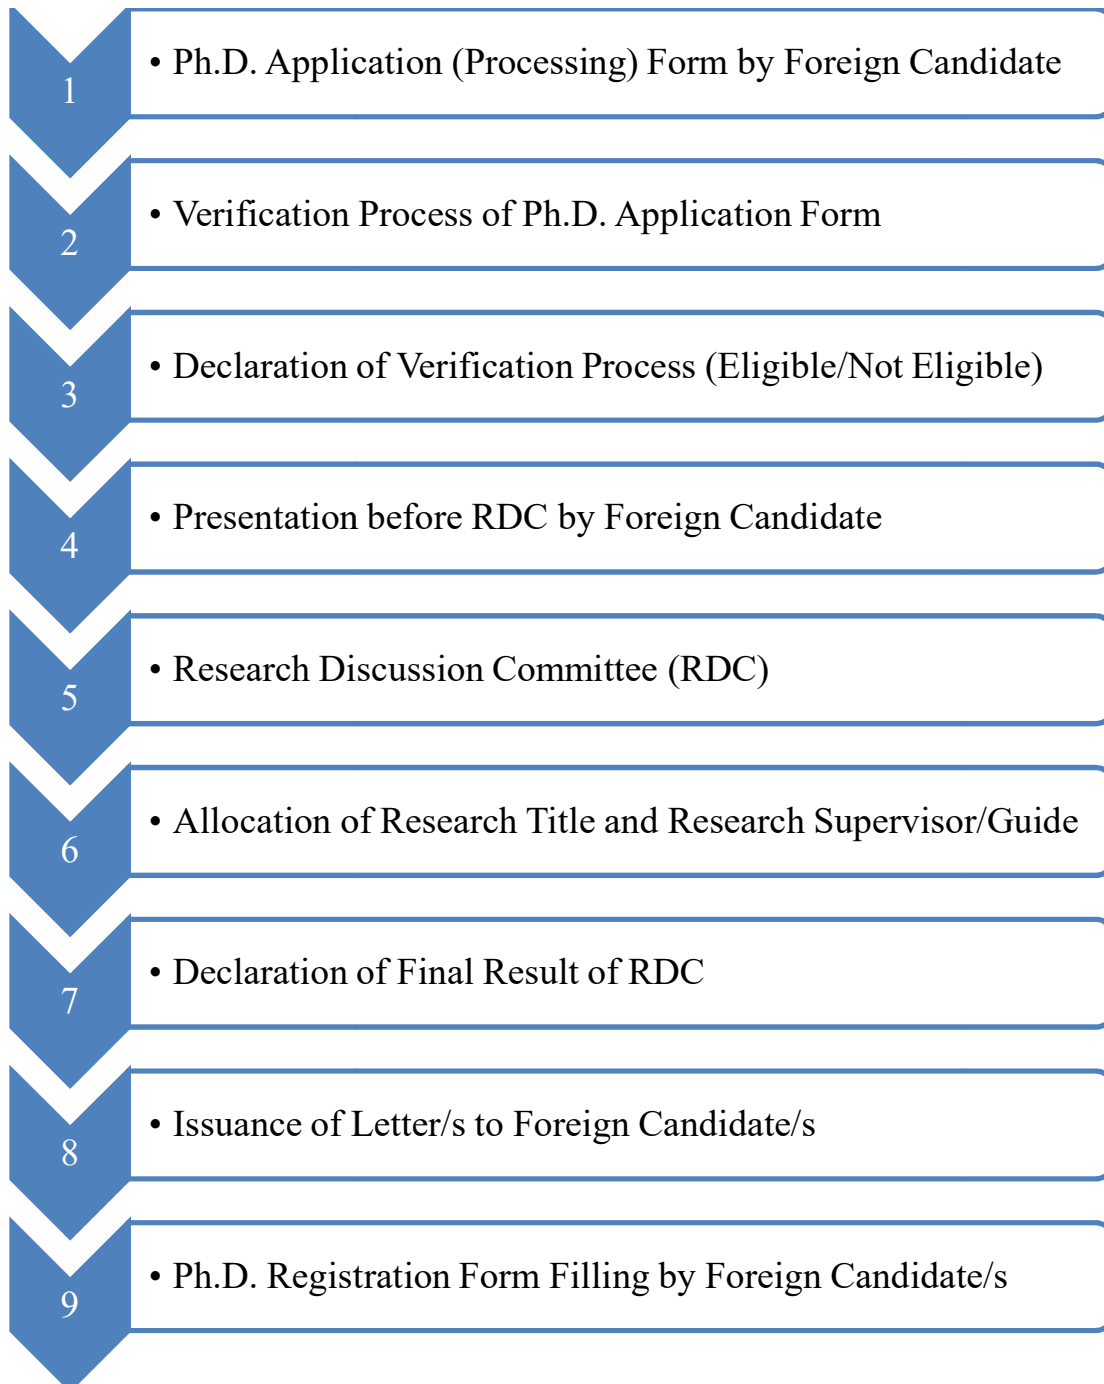 1
• Ph.D. Application (Processing) Form by Foreign Candidate
2
• Verification Process of Ph.D. Application Form
3
• Declaration of Verification Process (Eligible/Not Eligible)
4
• Presentation before RDC by Foreign Candidate
5
• Research Discussion Committee (RDC)
6
• Allocation of Research Title and Research Supervisor/Guide
7
• Declaration of Final Result of RDC
8
• Issuance of Letter/s to Foreign Candidate/s
9
• Ph.D. Registration Form Filling by Foreign Candidate/s